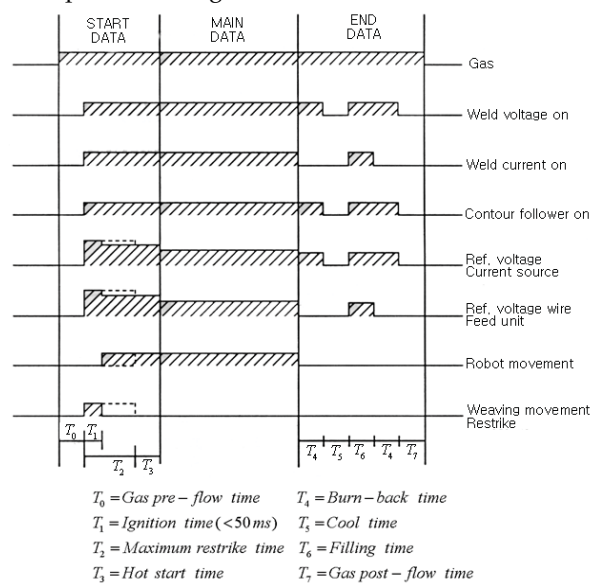 START DATA
MAIN DATA
END DATA
Gas
Weld voltage on
Weld current on
Contour follower on
Ref. voltage
Current source
Ref. voltage wire
Feed unit
Robot movement
Weaving movement
Restrike
T0 T1 T2 T3 T4 T5 T6 T4 T7
T0 = Gas pre - flow time
T1 = Ignition time (<50 ms)
T2 = Maximum restrike time
T3 = Hot start time
T4 = Burn - back time
T5 = Cool time
T6 = Filling time
T7 = Gas post - flow time